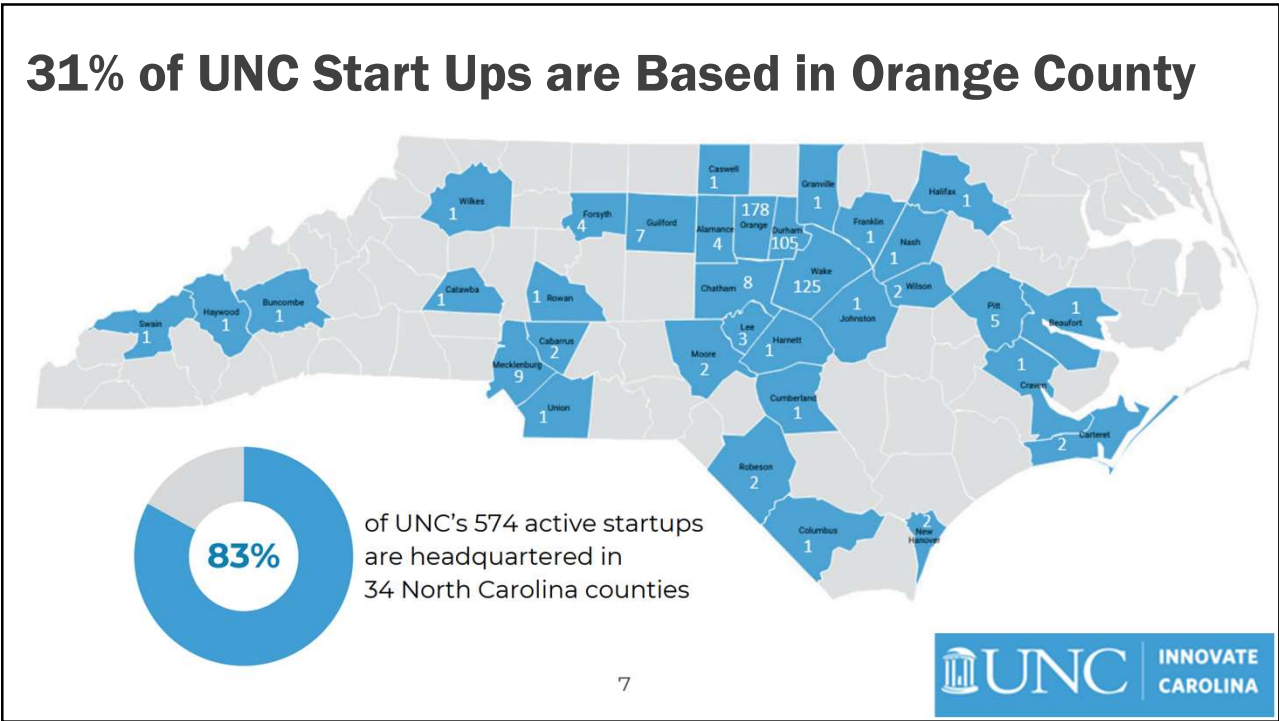 31% of UNC Start Ups are Based in Orange County
Caswell
1
Granville
1
Halifax
1
Wilkes
1
Forsyth
4
Guilford
7
Alamance
4
178
Orange
Durham
105
Franklin
1
Nash
1
Wake
125
Chatham 8
2 Wilson
1
Johnston
Catawba
1
1 Rowan
Swain
1
Haywood
1
Buncombe
1
Cabarrus
2
Mecklenburg
9
1 Union
Lee
3
Harnett
1
Moore
2
Cumberland
1
Pitt
5
1
Beaufort
1
Craven
Carteret
2
Robeson
2
Columbus
1
2
New
Hanover
83%
of UNC’s 574 active startups
are headquartered in
34 North Carolina counties
7
UNC
INNOVATE
CAROLINA